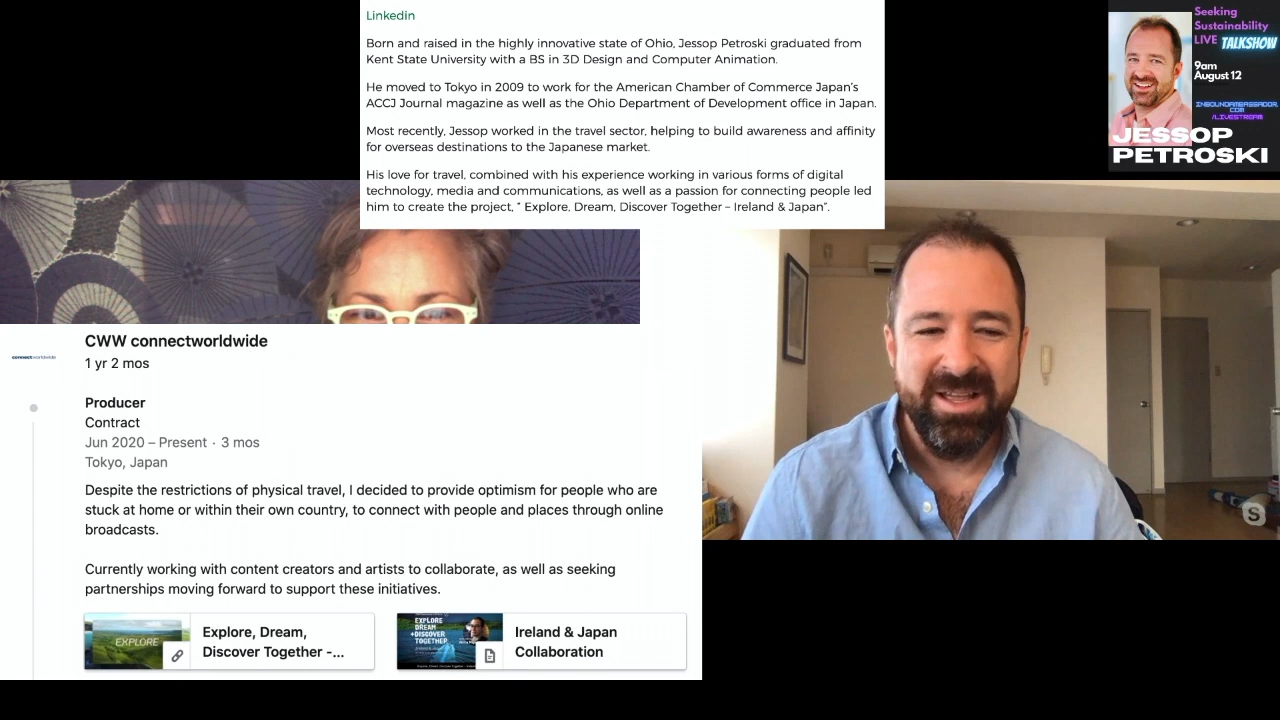 Linkedin
Born and raised in the highly innovative state of Ohio, Jessop Petroski graduated from
Kent State University with a BS in 3D Design and Computer Animation.
He moved to Tokyo in 2009 to work for the American Chamber of Commerce Japan's
ACCJ Journal magazine as well as the Ohio Department of Development office in Japan.
Most recently, Jessop worked in the travel sector, helping to build awareness and affinity
for overseas destinations to the Japanese market.
His love for travel, combined with his experience working in various forms of digital
technology, media and communications, as well as a passion for connecting people led
him to create the project, " Explore, Dream, Discover Together – Ireland & Japan".
Seeking
Sustainability
LIVE TALKSHOW
9am
August 12
INBOUNDAMBASSADOR.
COM
/LIVESTREAM
JESSOP
PETROSKI
connectworldwide
CWW connectworldwide
1 yr 2 mos
Producer
Contract
Jun 2020 – Present · 3 mos
Tokyo, Japan
Despite the restrictions of physical travel, I decided to provide optimism for people who are
stuck at home or within their own country, to connect with people and places through online
broadcasts.
Currently working with content creators and artists to collaborate, as well as seeking
partnerships moving forward to support these initiatives.
EXPLORE
Explore, Dream,
Discover Together -...
EXPLORE
DREAM
+DISCOVER
TOGETHER
Ireland & Japan
Collaboration
S